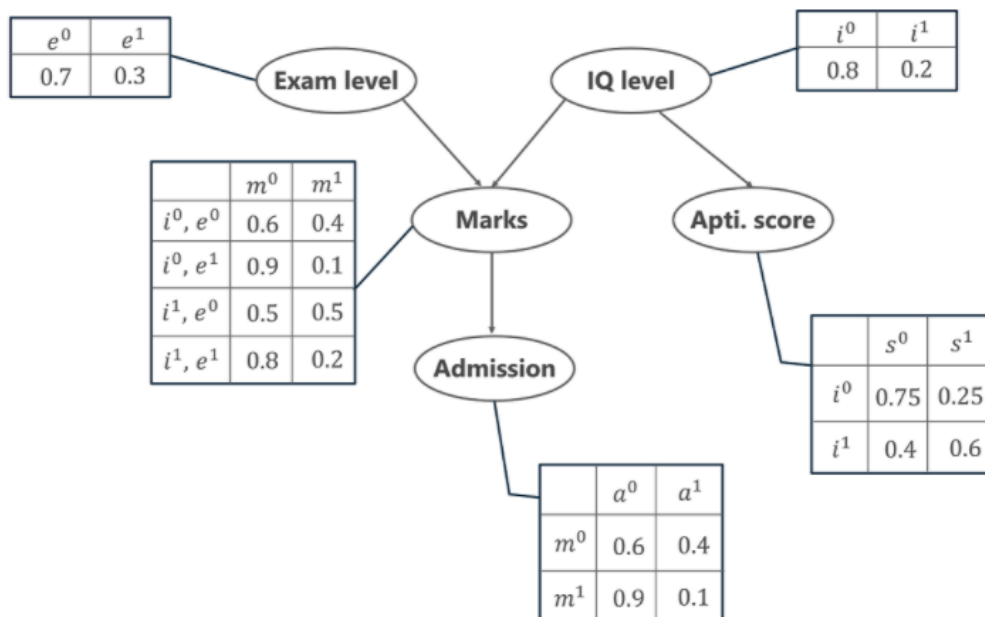 e⁰ e¹
0.7 0.3
Exam level
IQ level
i⁰ i¹
0.8 0.2
m⁰ m¹
i⁰, e⁰ 0.6 0.4
i⁰, e¹ 0.9 0.1
i¹, e⁰ 0.5 0.5
i¹, e¹ 0.8 0.2
Marks
Apti. score
Admission
s⁰ s¹
i⁰ 0.75 0.25
i¹ 0.4 0.6
a⁰ a¹
m⁰ 0.6 0.4
m¹ 0.9 0.1